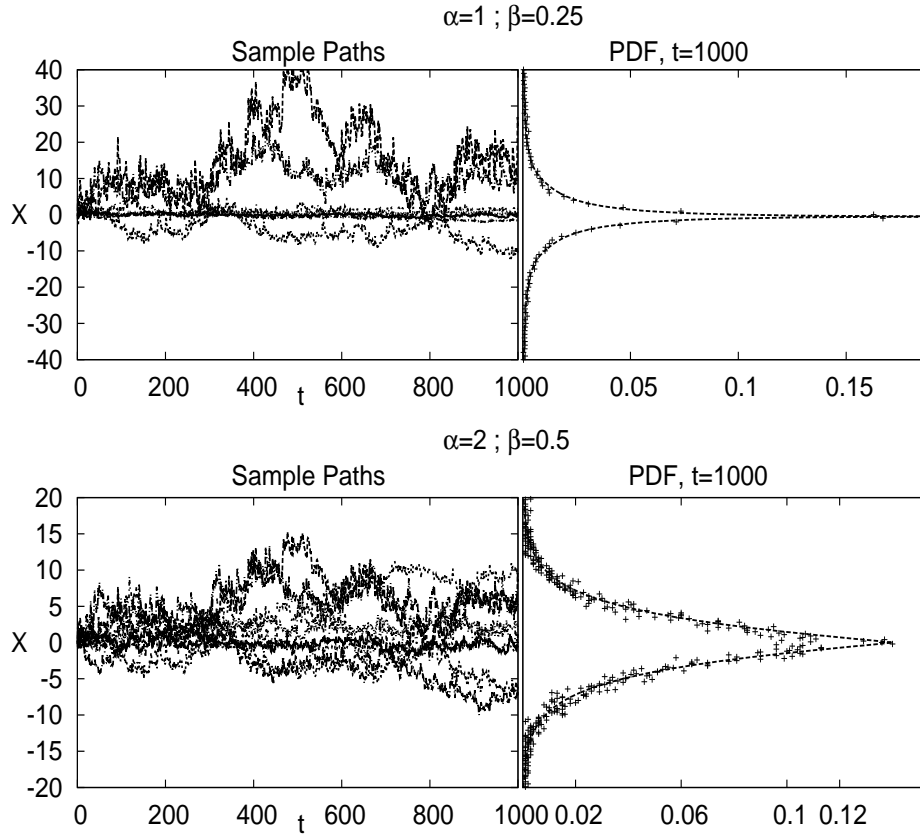 α=1 ; β=0.25
Sample Paths
PDF, t=1000
40
30
20
10
0
-10
-20
-30
-40
X
0 200 400 600 800 1000
t
0 0.05 0.1 0.15
α=2 ; β=0.5
Sample Paths
PDF, t=1000
20
15
10
5
0
-5
-10
-15
-20
X
0 200 400 600 800 1000
t
0 0.02 0.06 0.1 0.12